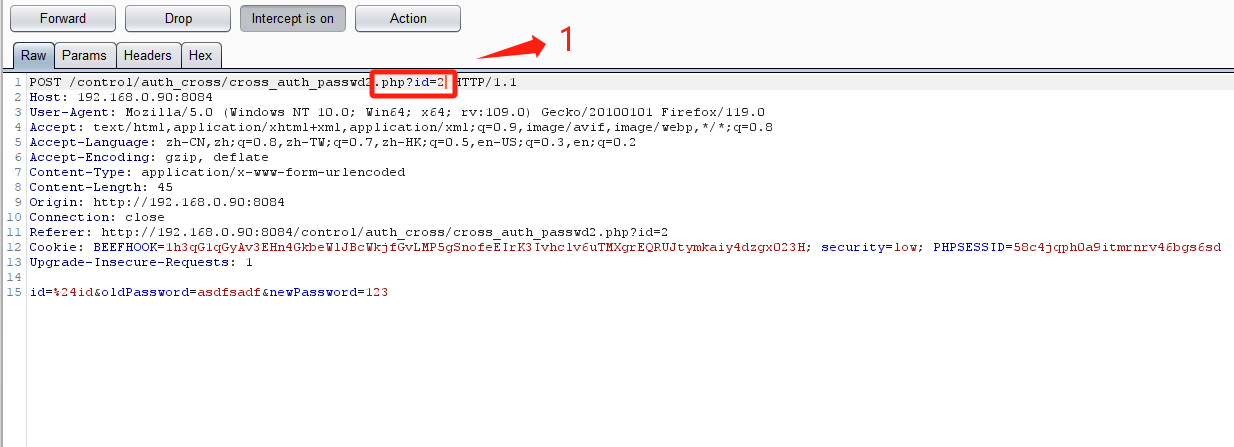 Forward Drop Intercept is on Action
Raw Params Headers Hex
1
1 POST /control/auth_cross/cross_auth_passwd2.php?id=2 HTTP/1.1
2 Host: 192.168.0.90:8084
3 User-Agent: Mozilla/5.0 (Windows NT 10.0; Win64; x64; rv:109.0) Gecko/20100101 Firefox/119.0
4 Accept: text/html,application/xhtml+xml,application/xml;q=0.9,image/avif,image/webp,*/*;q=0.8
5 Accept-Language: zh-CN,zh;q=0.8,zh-TW;q=0.7,zh-HK;q=0.5,en-US;q=0.3,en;q=0.2
6 Accept-Encoding: gzip, deflate
7 Content-Type: application/x-www-form-urlencoded
8 Content-Length: 45
9 Origin: http://192.168.0.90:8084
10 Connection: close
11 Referer: http://192.168.0.90:8084/control/auth_cross/cross_auth_passwd2.php?id=2
12 Cookie: BEEFHOOK=1h3qG1qGyAv3EHn4GkbeWlJBcWkjfGvLMP5gSnofeEIrK3Ivhclv6uTMXgrEQRUJtymkaiy4dzgx023H; security=low; PHPSESSID=58c4jqph0a9itmrnrv46bgs6sd
13 Upgrade-Insecure-Requests: 1
14
15 id=%24id&oldPassword=asdfsadf&newPassword=123